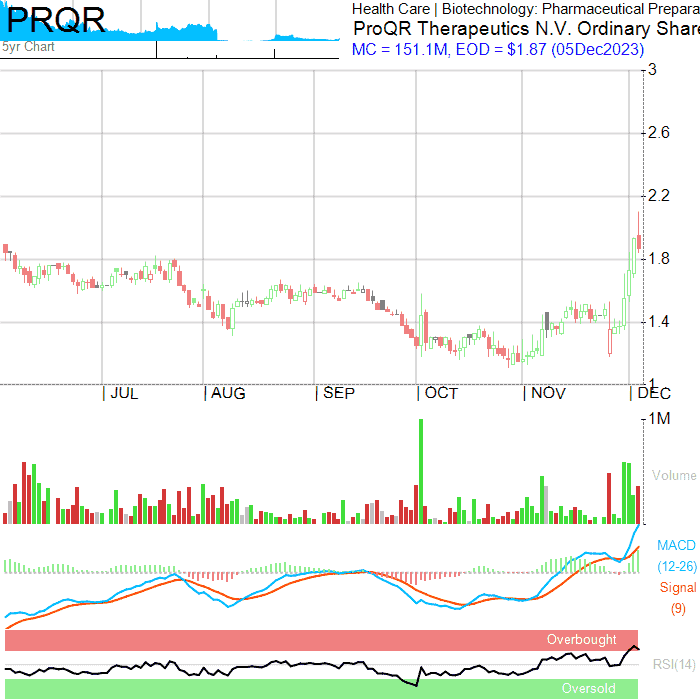 PRQR
5yr Chart
Health Care | Biotechnology: Pharmaceutical Prepara
ProQR Therapeutics N.V. Ordinary Share
MC = 151.1M, EOD = $1.87 (05Dec2023)
3
2.6
2.2
1.8
1.4
1
| JUL | AUG | SEP | OCT | NOV | DEC
1M
Volume
MACD
(12-26)
Signal
(9)
Overbought
RSI(14)
Oversold